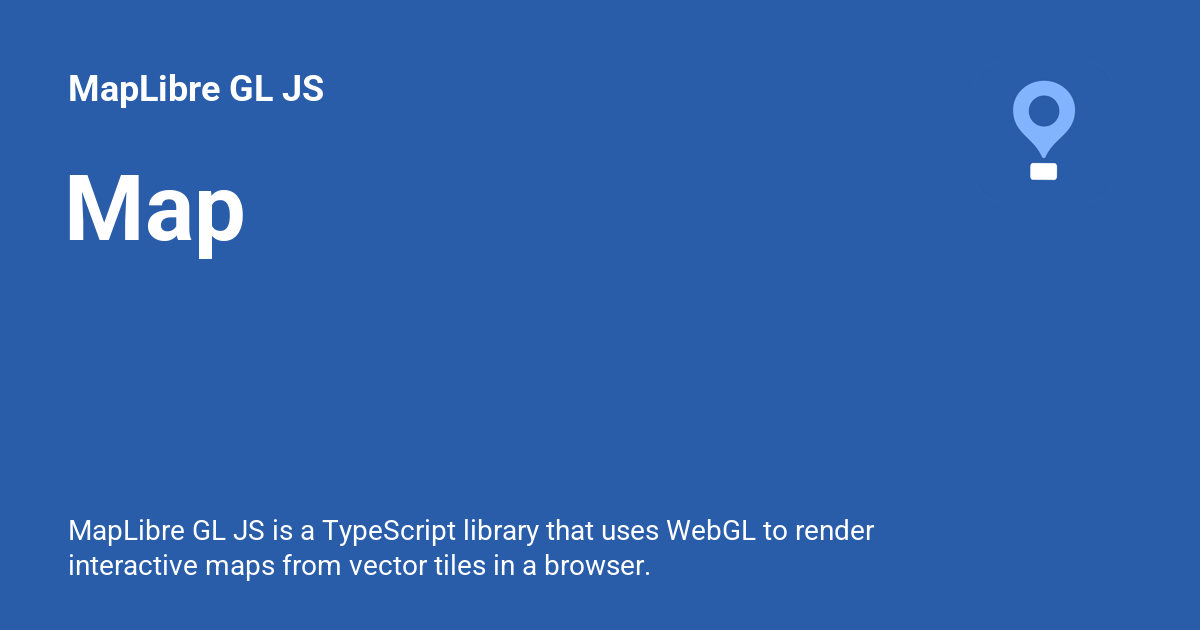 MapLibre GL JS
Map
MapLibre GL JS is a TypeScript library that uses WebGL to render
interactive maps from vector tiles in a browser.